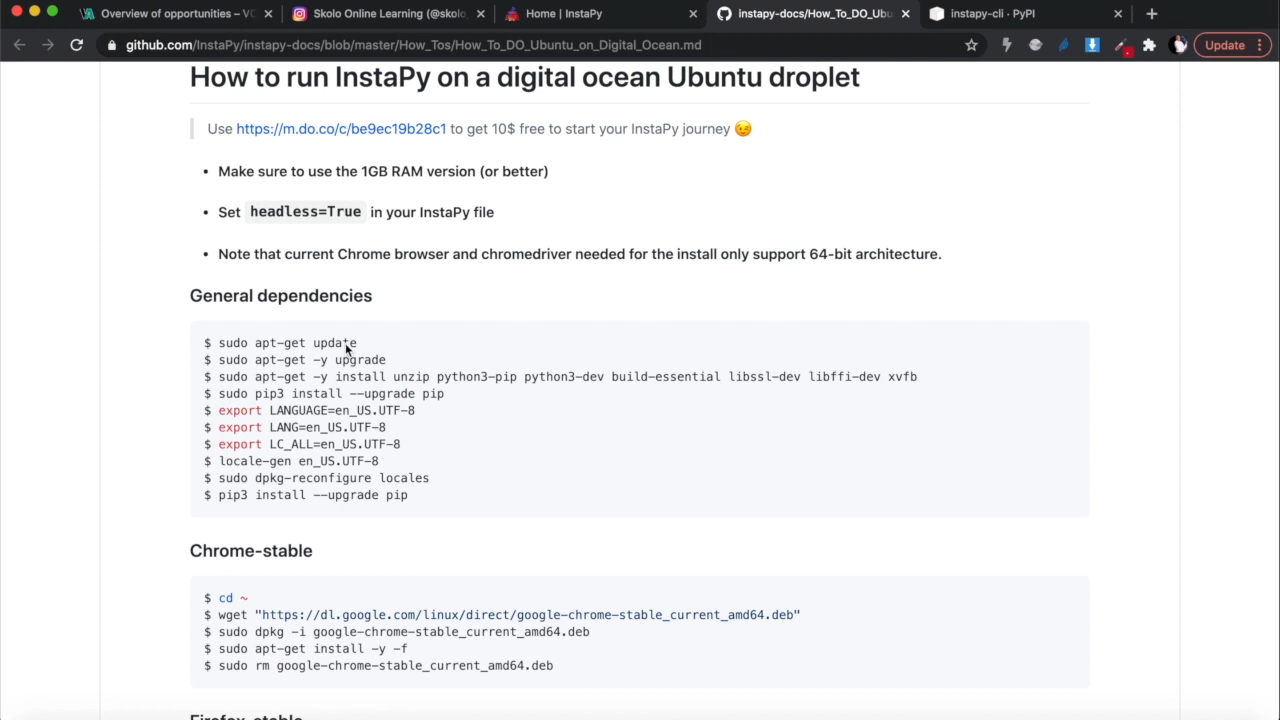 Overview of opportunities – VC
Skolo Online Learning (@skolo_
Home | InstaPy
instapy-docs/How_To_DO_Ubu
instapy-cli · PyPI
github.com/InstaPy/instapy-docs/blob/master/How_Tos/How_To_DO_Ubuntu_on_Digital_Ocean.md
Update
How to run InstaPy on a digital ocean Ubuntu droplet
Use https://m.do.co/c/be9ec19b28c1 to get 10$ free to start your InstaPy journey 😉
• Make sure to use the 1GB RAM version (or better)
• Set headless=True in your InstaPy file
• Note that current Chrome browser and chromedriver needed for the install only support 64-bit architecture.
General dependencies
$ sudo apt-get update
$ sudo apt-get -y upgrade
$ sudo apt-get -y install unzip python3-pip python3-dev build-essential libssl-dev libffi-dev xvfb
$ sudo pip3 install --upgrade pip
$ export LANGUAGE=en_US.UTF-8
$ export LANG=en_US.UTF-8
$ export LC_ALL=en_US.UTF-8
$ locale-gen en_US.UTF-8
$ sudo dpkg-reconfigure locales
$ pip3 install --upgrade pip
Chrome-stable
$ cd ~
$ wget "https://dl.google.com/linux/direct/google-chrome-stable_current_amd64.deb"
$ sudo dpkg -i google-chrome-stable_current_amd64.deb
$ sudo apt-get install -y -f
$ sudo rm google-chrome-stable_current_amd64.deb
Firefox-stable